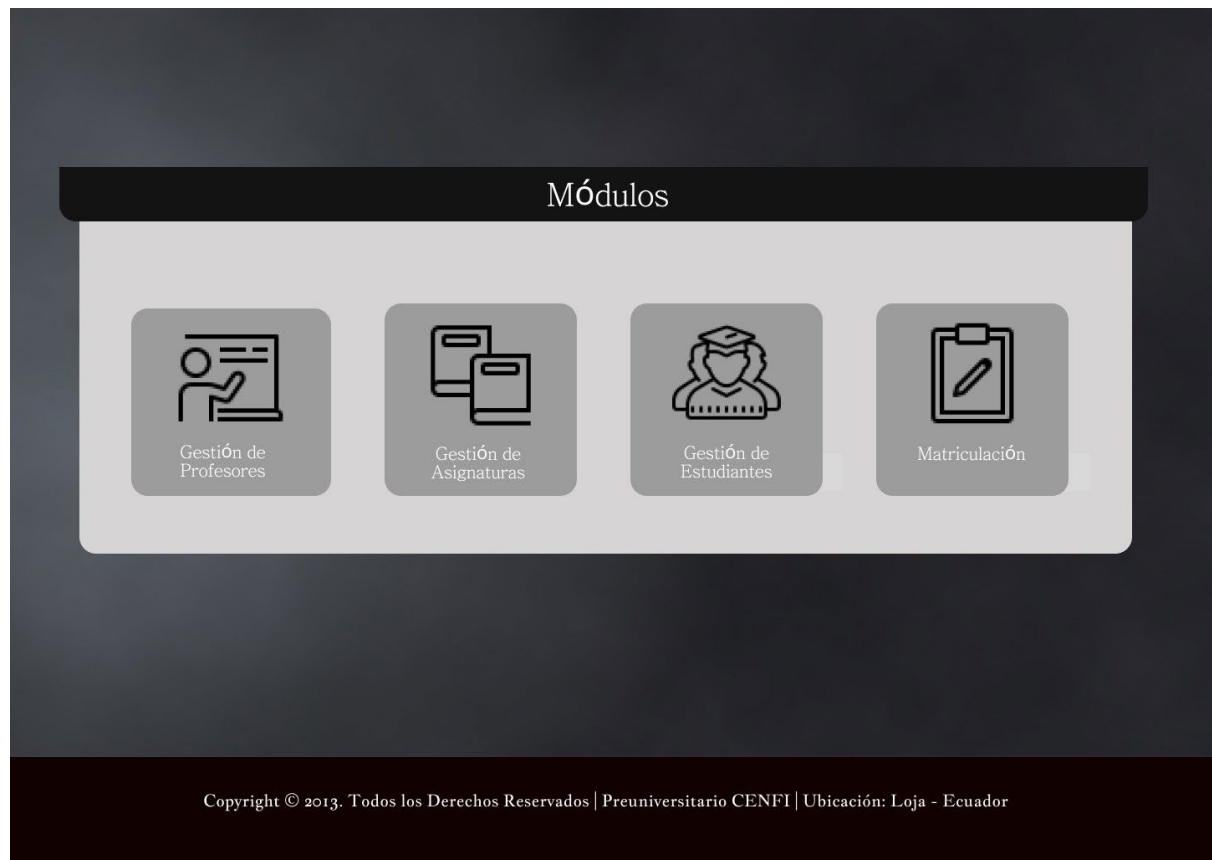 Módulos
Gestión de
Profesores
Gestión de
Asignaturas
Gestión de
Estudiantes
Matriculación
Copyright © 2013. Todos los Derechos Reservados | Preuniversitario CENFI | Ubicación: Loja - Ecuador